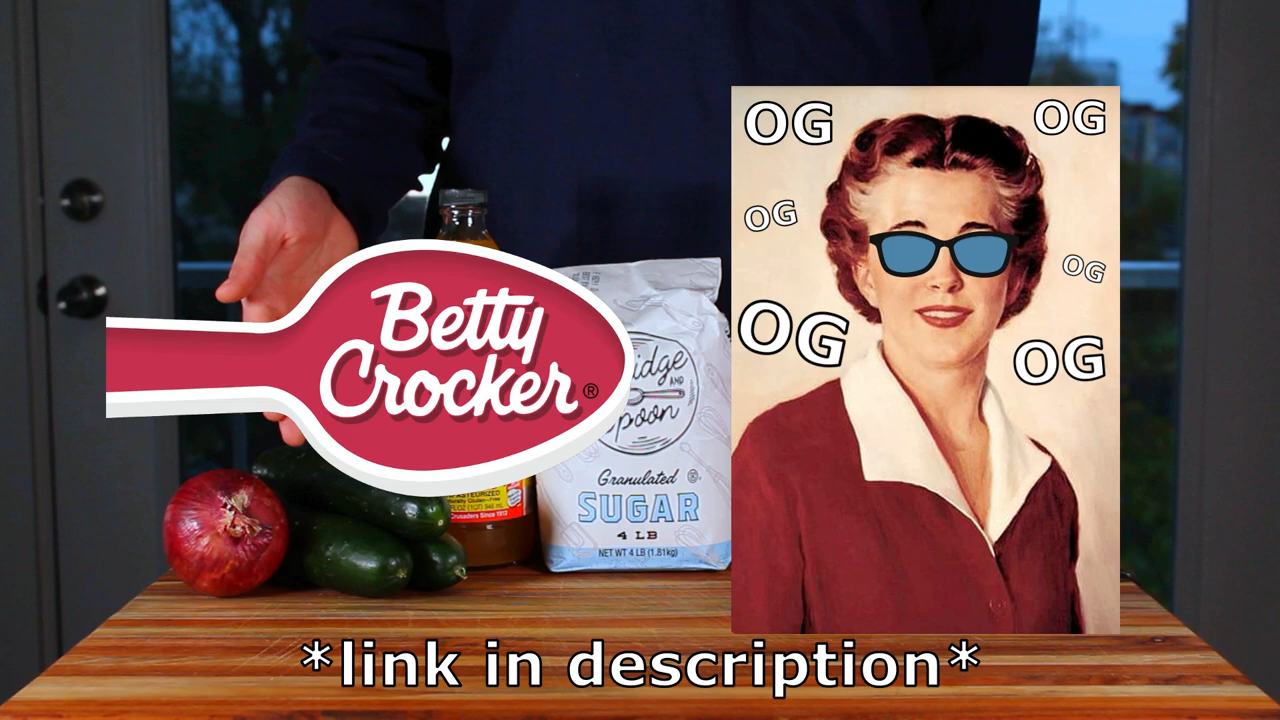 OG
OG
OG
OG
OG
OG
Betty
Crocker®
AND
Granulated
SUGAR
4 LB
NET WT 4 LB (1.81kg)
*link in description*